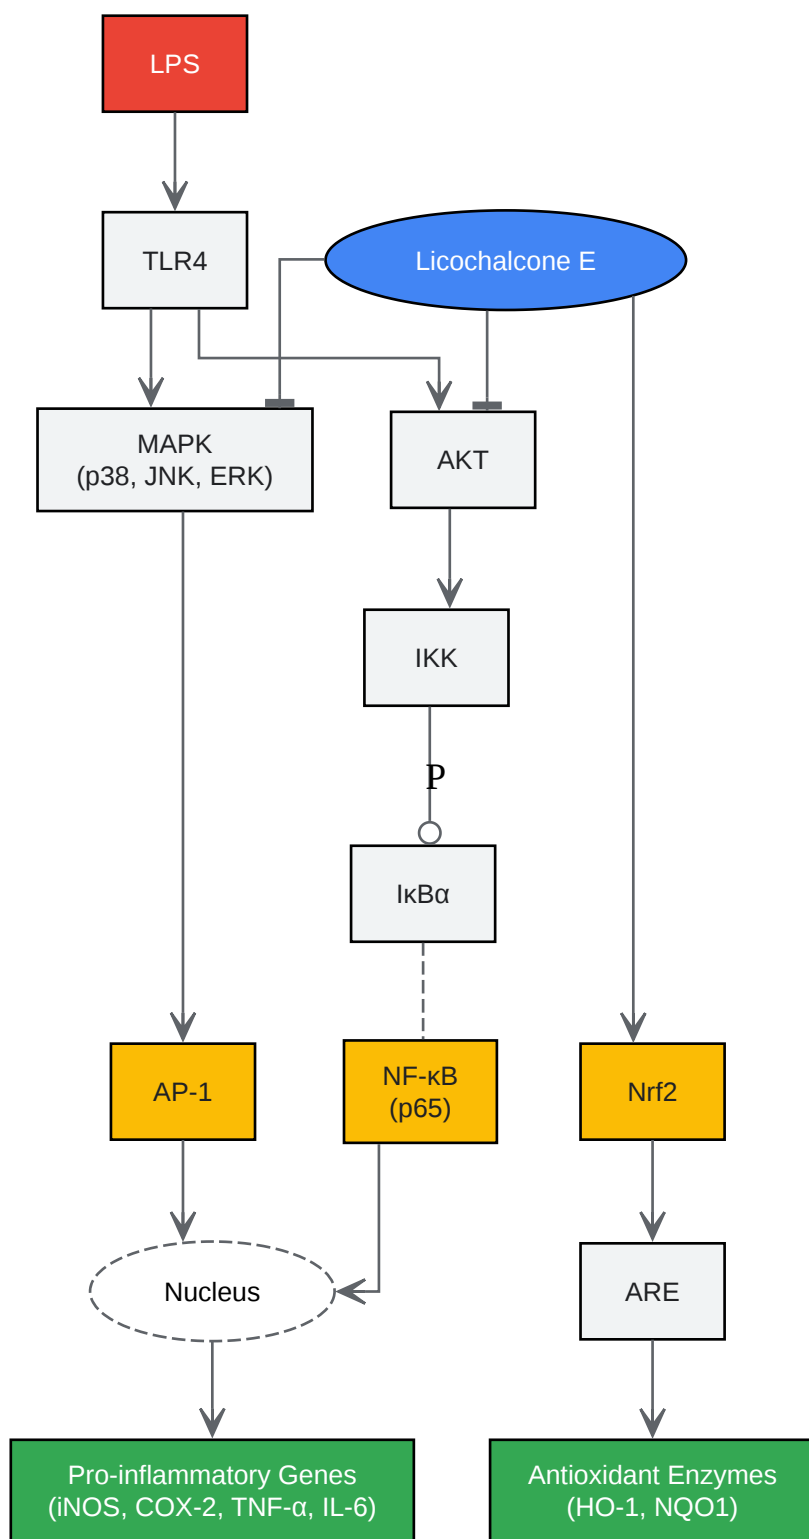 LPS
TLR4
Licochalcone E
MAPK
(p38, JNK, ERK)
AKT
IKK
P
IκBα
AP-1
NF-κB
(p65)
Nrf2
Nucleus
ARE
Pro-inflammatory Genes
(iNOS, COX-2, TNF-α, IL-6)
Antioxidant Enzymes
(HO-1, NQO1)